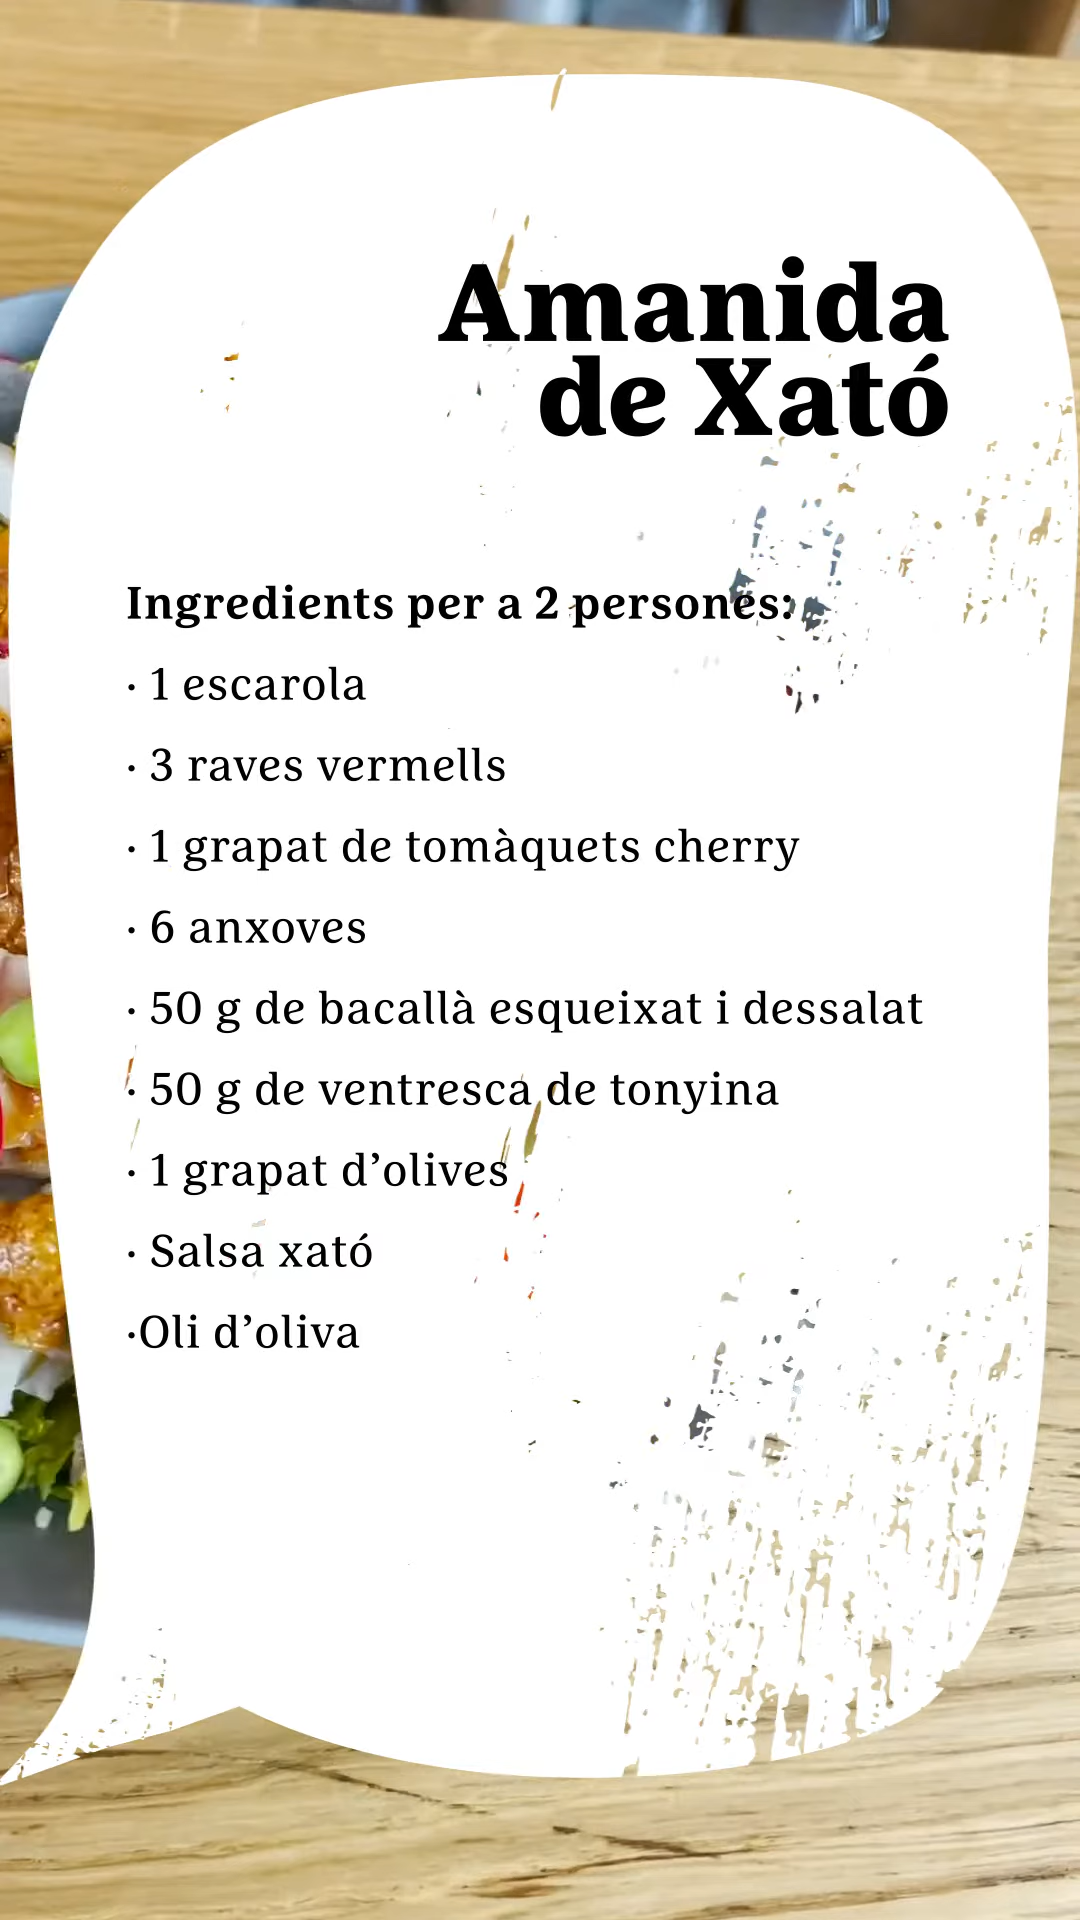 Amanida
de Xató
Ingredients per a 2 persones:
· 1 escarola
· 3 raves vermells
· 1 grapat de tomàquets cherry
· 6 anxoves
· 50 g de bacallà esqueixat i dessalat
· 50 g de ventresca de tonyina
· 1 grapat d’olives
· Salsa xató
·Oli d’oliva